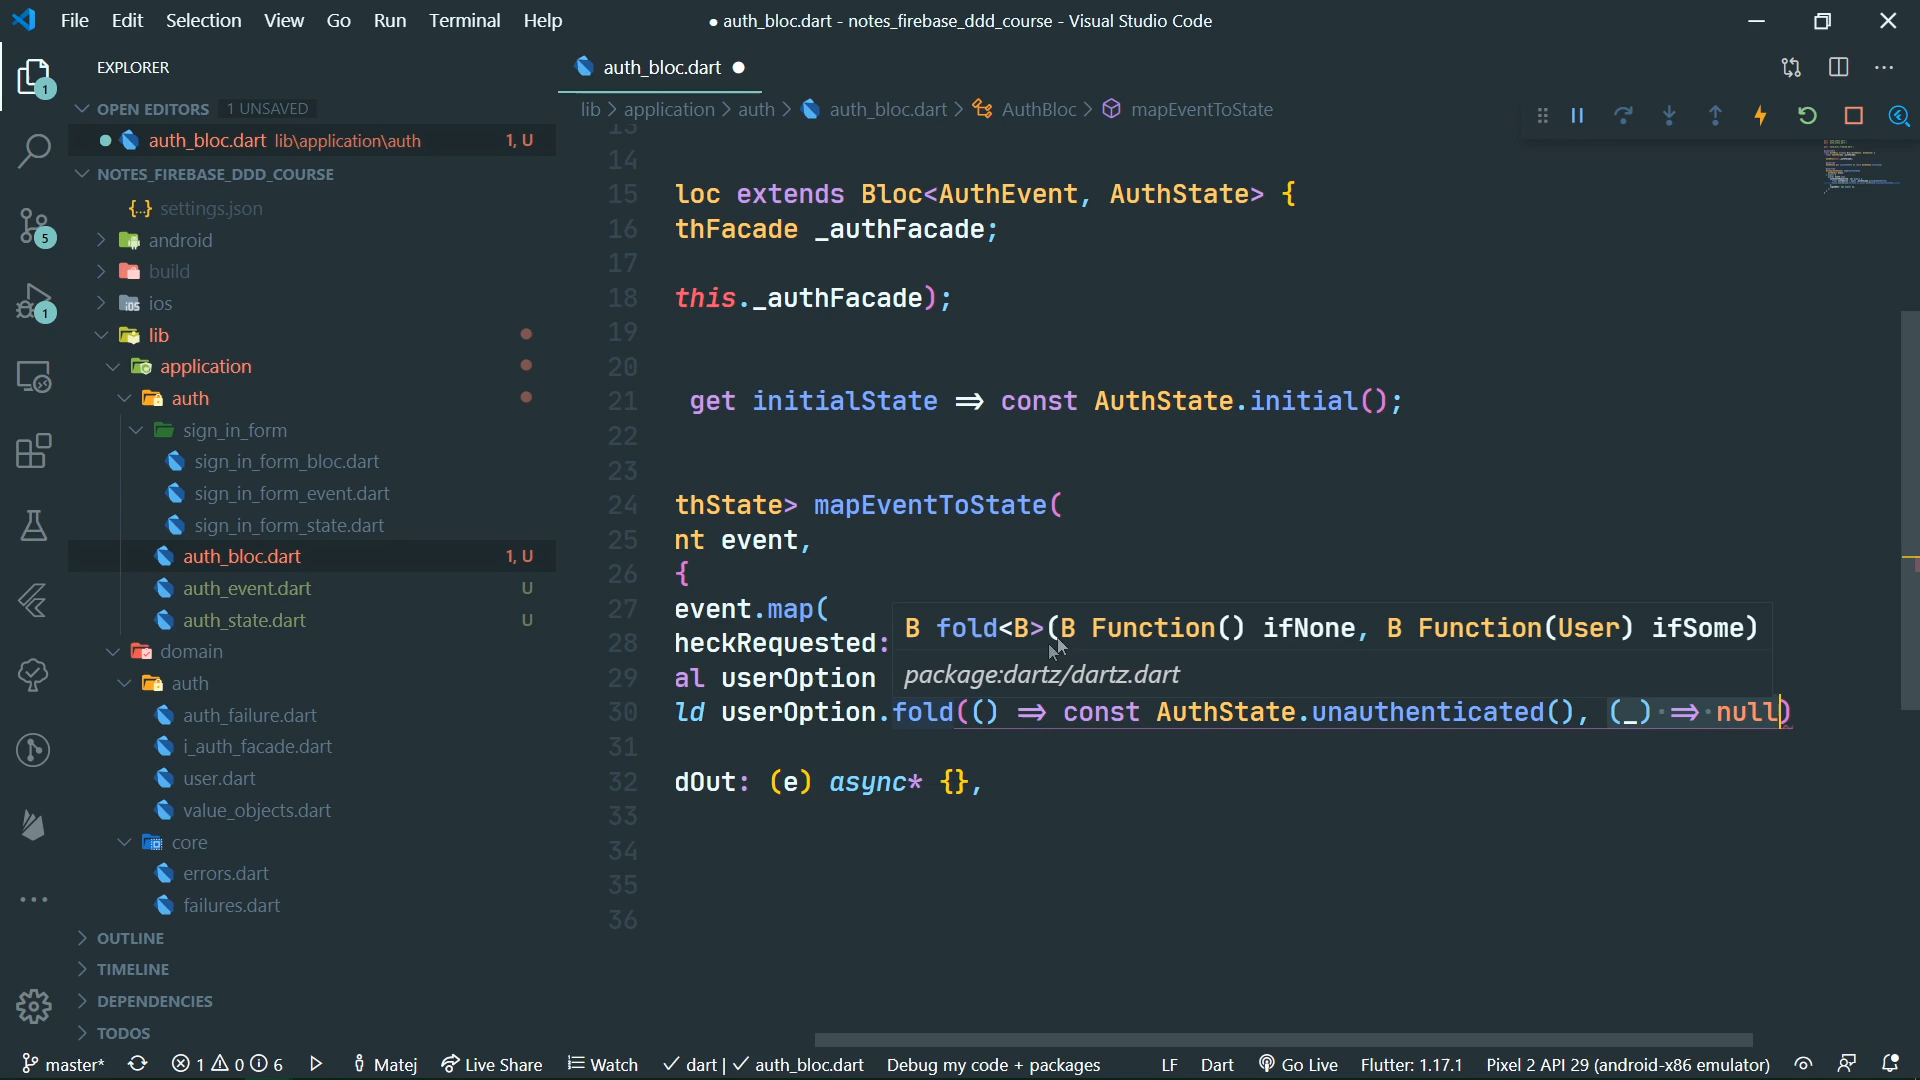 File Edit Selection View Go Run Terminal Help
● auth_bloc.dart - notes_firebase_ddd_course - Visual Studio Code
EXPLORER
OPEN EDITORS 1 UNSAVED
auth_bloc.dart lib\application\auth 1, U
NOTES_FIREBASE_DDD_COURSE
settings.json
android
build
ios
lib
application
auth
sign_in_form
sign_in_form_bloc.dart
sign_in_form_event.dart
sign_in_form_state.dart
auth_bloc.dart 1, U
auth_event.dart U
auth_state.dart U
domain
auth
auth_failure.dart
i_auth_facade.dart
user.dart
value_objects.dart
core
errors.dart
failures.dart
OUTLINE
TIMELINE
DEPENDENCIES
TODOS
1
5
1
auth_bloc.dart ●
lib > application > auth > auth_bloc.dart > AuthBloc > mapEventToState
13
14
15 loc extends Bloc<AuthEvent, AuthState> {
16 thFacade _authFacade;
17
18 this._authFacade);
19
20
21 get initialState => const AuthState.initial();
22
23
24 thState> mapEventToState(
25 nt event,
26 {
27 event.map(
28 heckRequested:
29 al userOption
30 ld userOption.fold(() => const AuthState.unauthenticated(), (_) => null)
31
32 dOut: (e) async* {},
33
34
35
36
B fold<B>(B Function() ifNone, B Function(User) ifSome)
package:dartz/dartz.dart
master* 1 0 6 Matej Live Share Watch dart | auth_bloc.dart Debug my code + packages LF Dart Go Live Flutter: 1.17.1 Pixel 2 API 29 (android-x86 emulator)